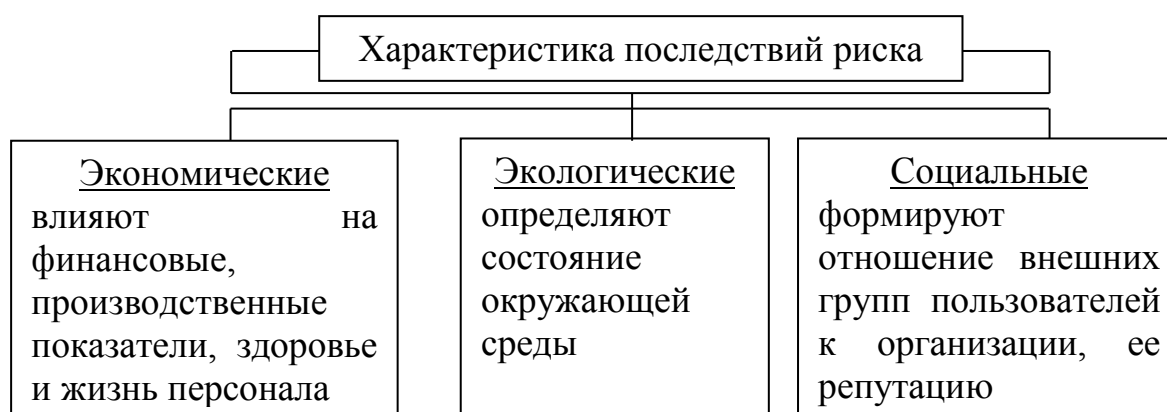 Характеристика последствий риска
Экономические
влияют на
финансовые,
производственные
показатели, здоровье
и жизнь персонала
Экологические
определяют
состояние
окружающей
среды
Социальные
формируют
отношение внешних
групп пользователей
к организации, ее
репутацию